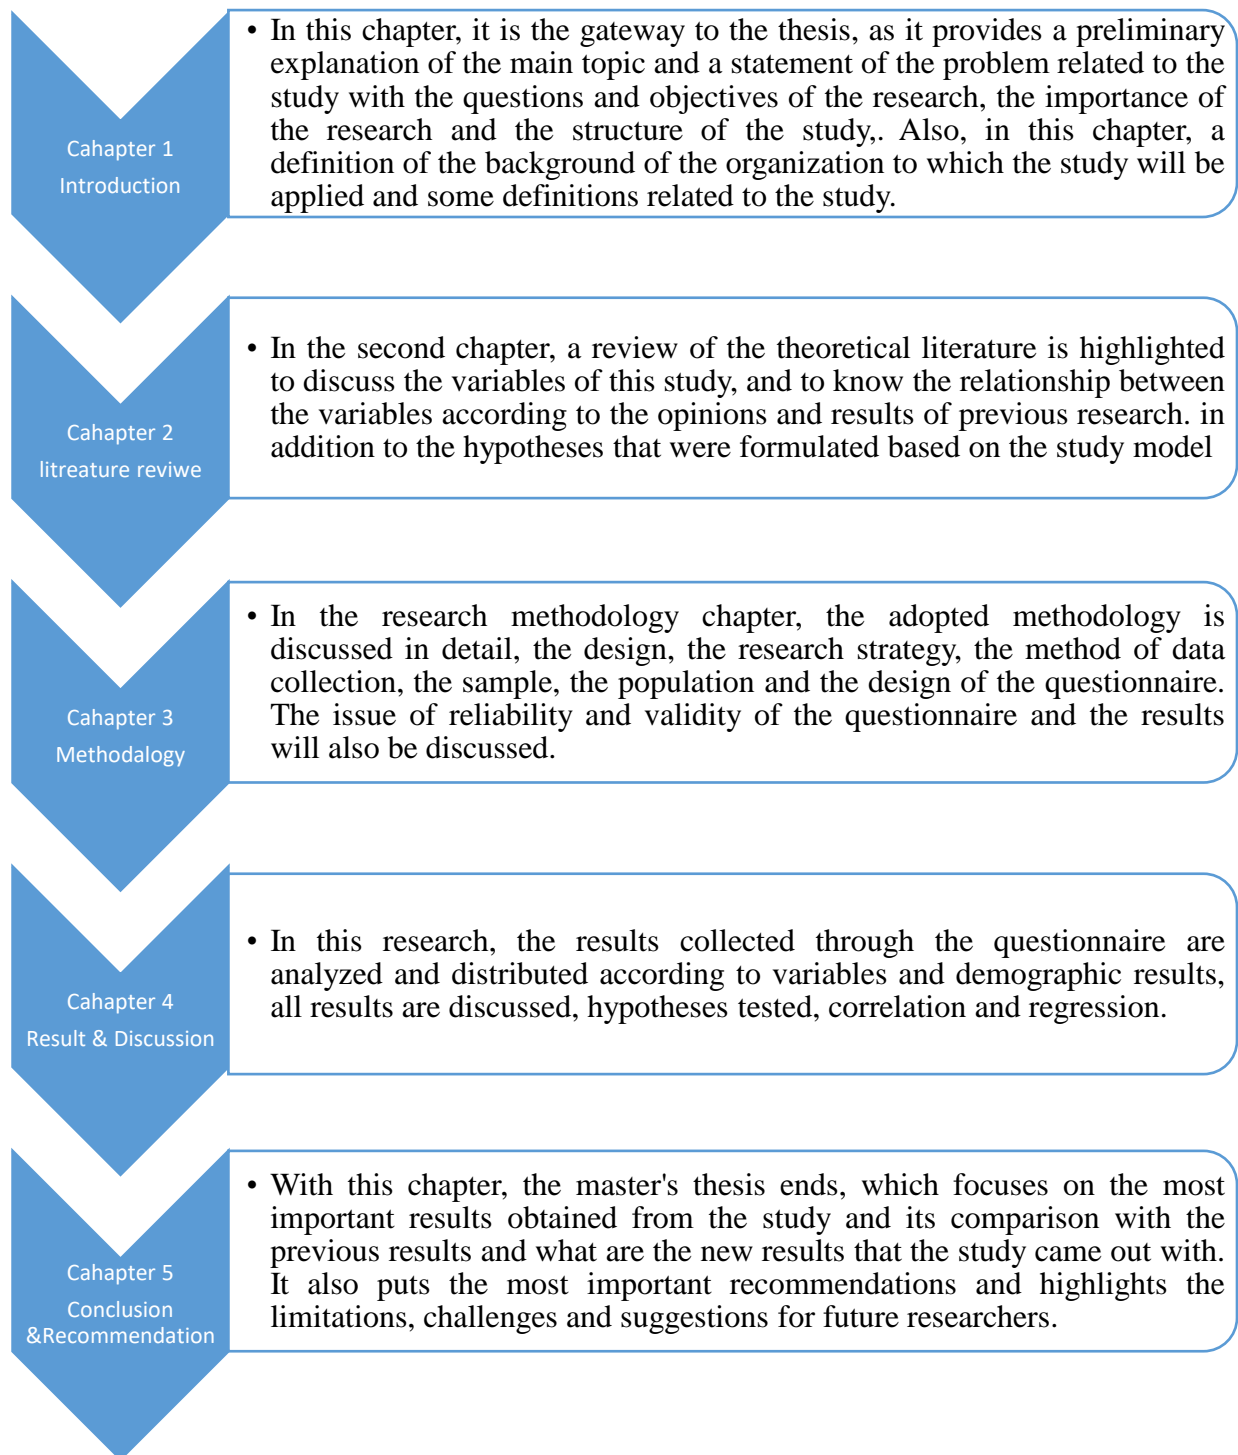 Cahapter 1
Introduction
• In this chapter, it is the gateway to the thesis, as it provides a preliminary
explanation of the main topic and a statement of the problem related to the
study with the questions and objectives of the research, the importance of
the research and the structure of the study,. Also, in this chapter, a
definition of the background of the organization to which the study will be
applied and some definitions related to the study.
Cahapter 2
litreature reviwe
• In the second chapter, a review of the theoretical literature is highlighted
to discuss the variables of this study, and to know the relationship between
the variables according to the opinions and results of previous research. in
addition to the hypotheses that were formulated based on the study model
Cahapter 3
Methodalogy
• In the research methodology chapter, the adopted methodology is
discussed in detail, the design, the research strategy, the method of data
collection, the sample, the population and the design of the questionnaire.
The issue of reliability and validity of the questionnaire and the results
will also be discussed.
Cahapter 4
Result & Discussion
• In this research, the results collected through the questionnaire are
analyzed and distributed according to variables and demographic results,
all results are discussed, hypotheses tested, correlation and regression.
Cahapter 5
Conclusion
&Recommendation
• With this chapter, the master's thesis ends, which focuses on the most
important results obtained from the study and its comparison with the
previous results and what are the new results that the study came out with.
It also puts the most important recommendations and highlights the
limitations, challenges and suggestions for future researchers.